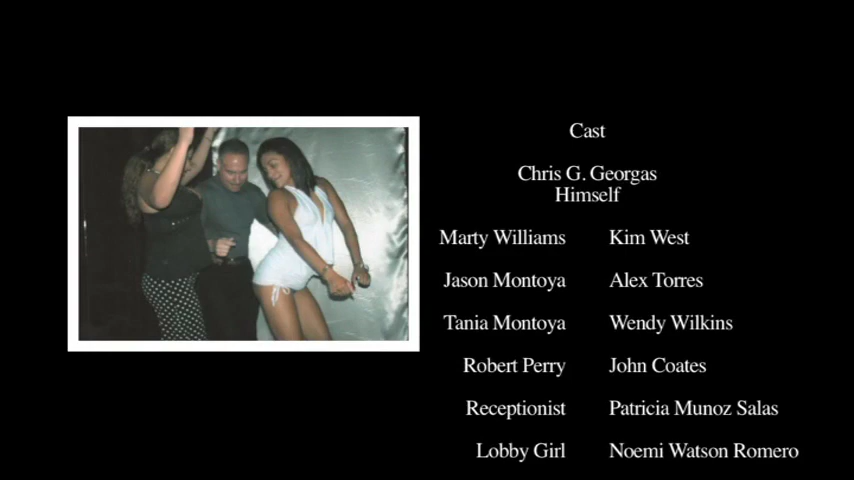 Cast
Chris G. Georgas
Himself
Marty Williams Kim West
Jason Montoya Alex Torres
Tania Montoya Wendy Wilkins
Robert Perry John Coates
Receptionist Patricia Munoz Salas
Lobby Girl Noemi Watson Romero